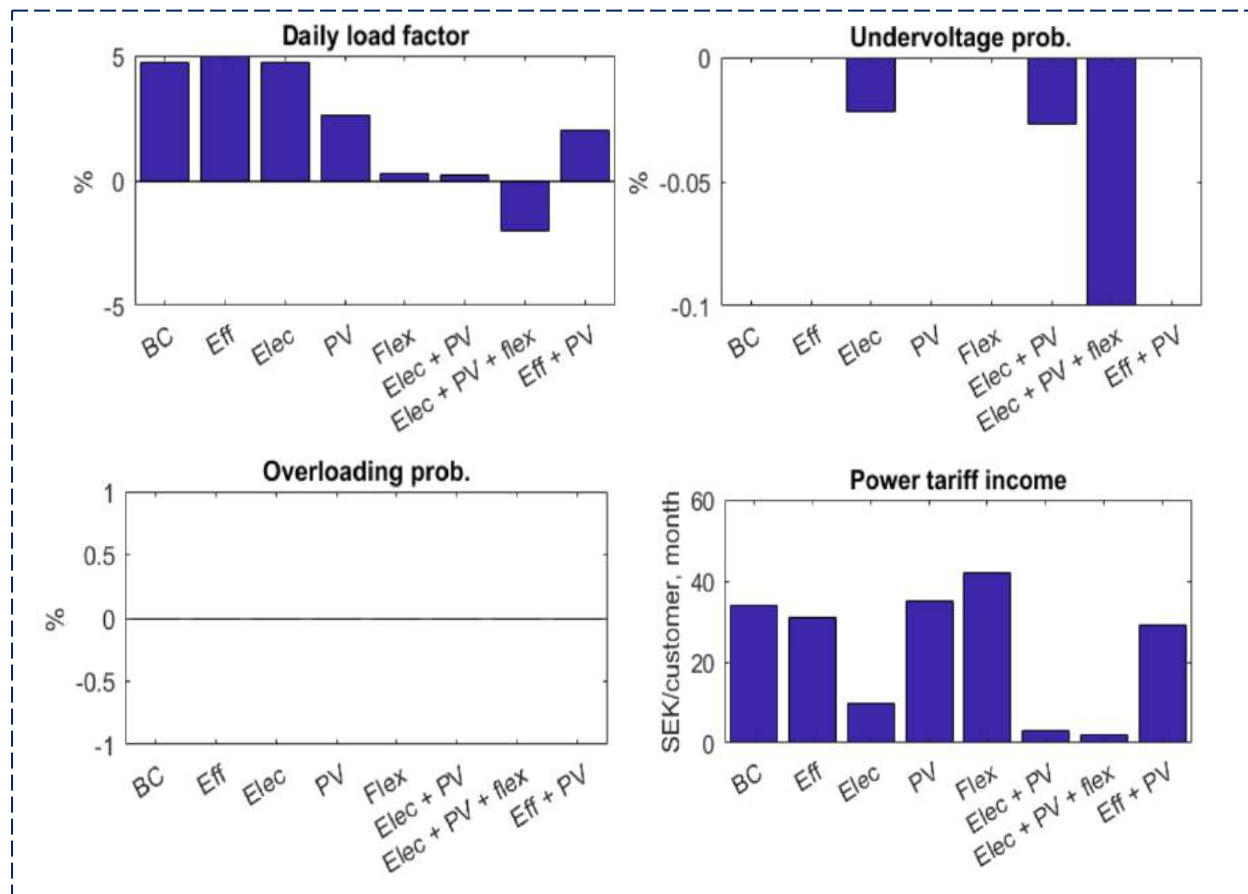 Daily load factor
5
0
-5
%
BC
Eff
Elec
PV
Flex
Elec + PV
Elec + PV + flex
Eff + PV
Undervoltage prob.
0
-0.05
-0.1
%
BC
Eff
Elec
PV
Flex
Elec + PV
Elec + PV + flex
Eff + PV
Overloading prob.
1
0.5
0
-0.5
-1
%
BC
Eff
Elec
PV
Flex
Elec + PV
Elec + PV + flex
Eff + PV
Power tariff income
60
40
20
0
SEK/customer, month
BC
Eff
Elec
PV
Flex
Elec + PV
Elec + PV + flex
Eff + PV